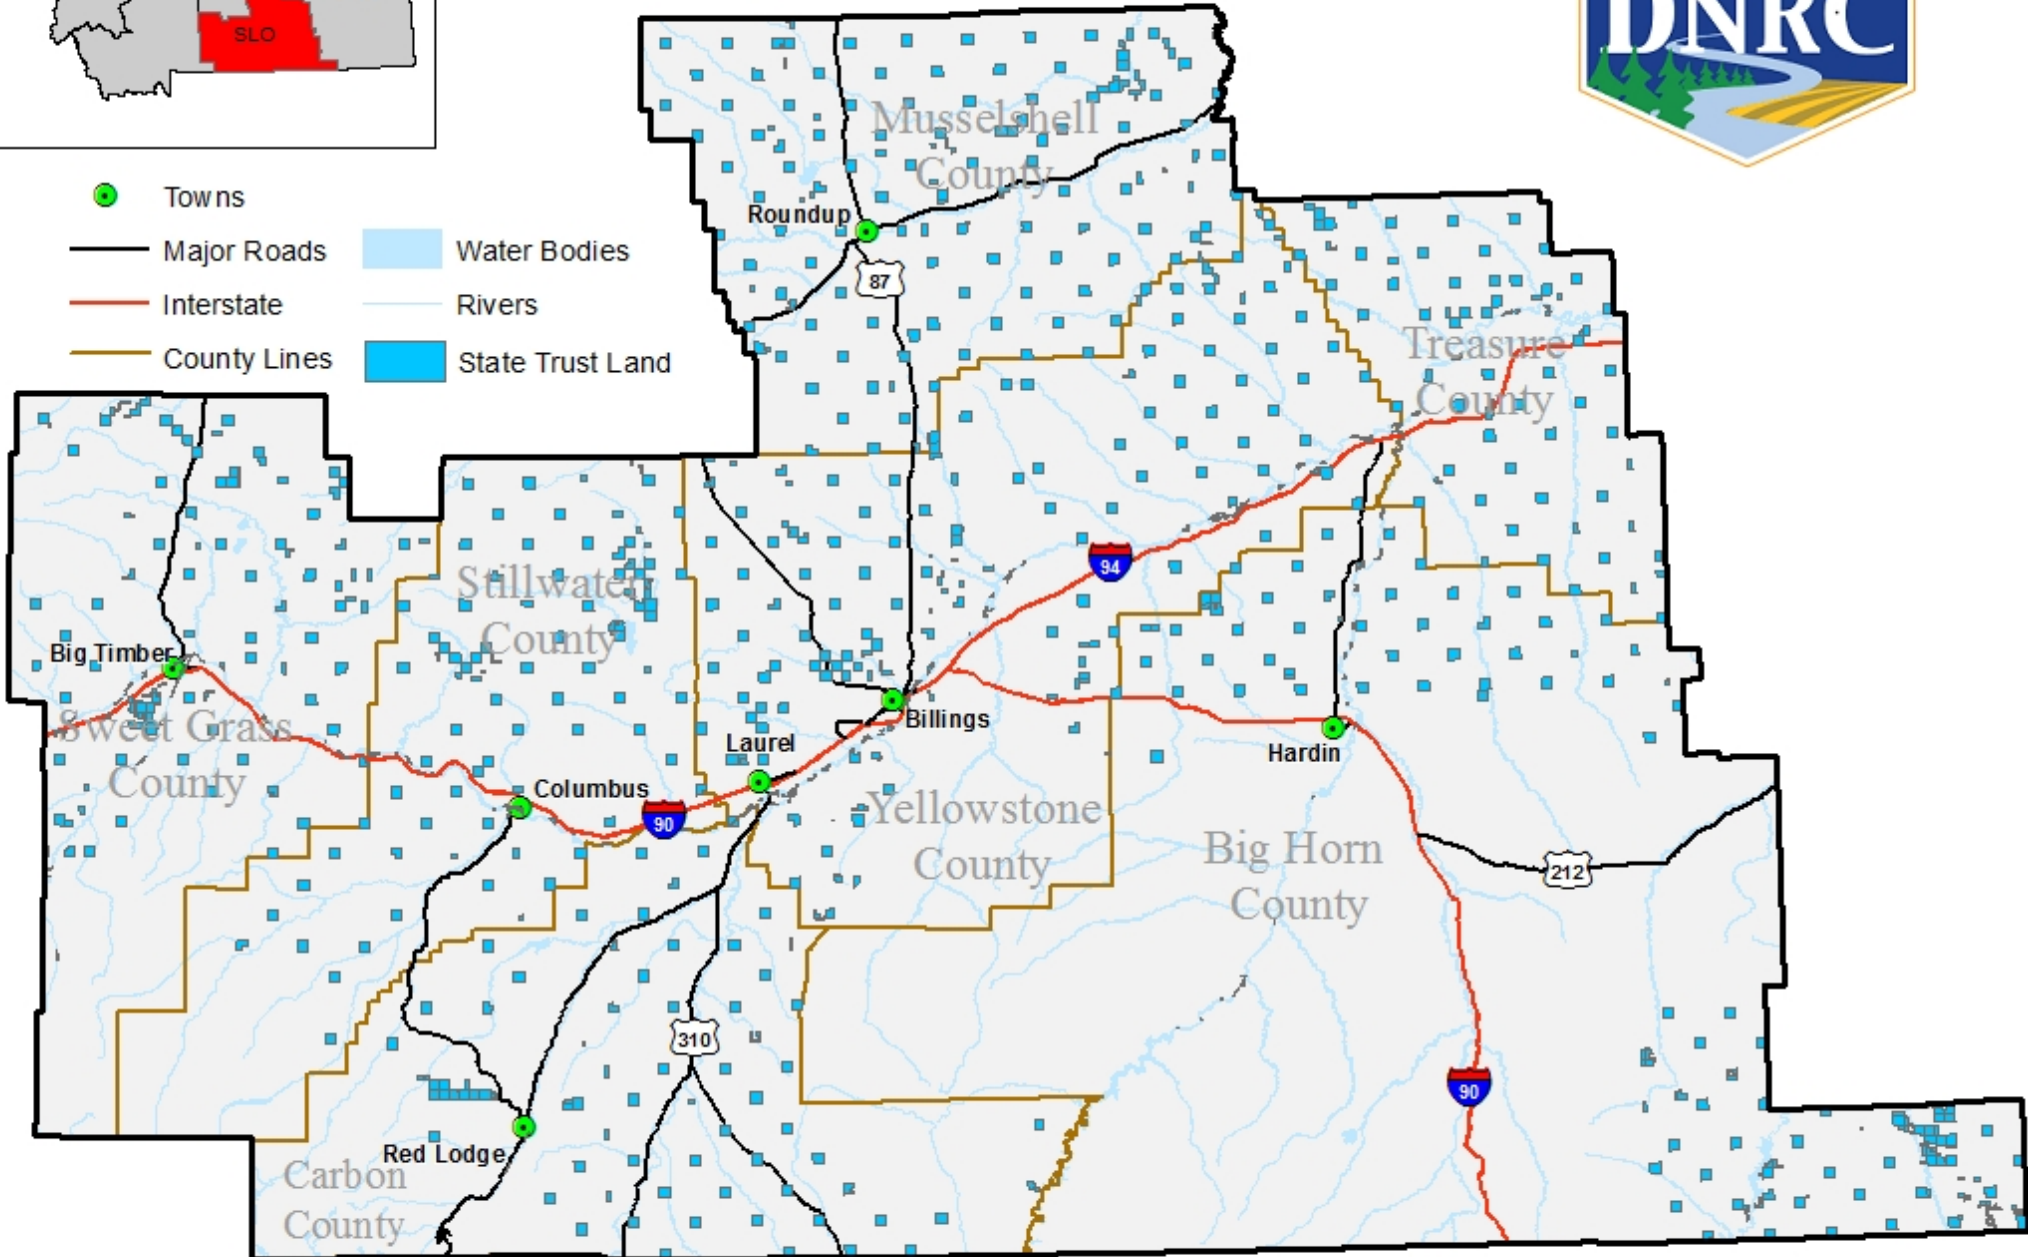 SLO
DNRC
Towns
Major Roads
Water Bodies
Interstate
Rivers
County Lines
State Trust Land
Musselshell
County
Roundup
87
Treasure
County
94
Stillwater
County
Big Timber
Sweet Grass
County
Billings
Laurel
Hardin
Columbus
90
Yellowstone
County
Big Horn
County
212
310
90
Red Lodge
Carbon
County